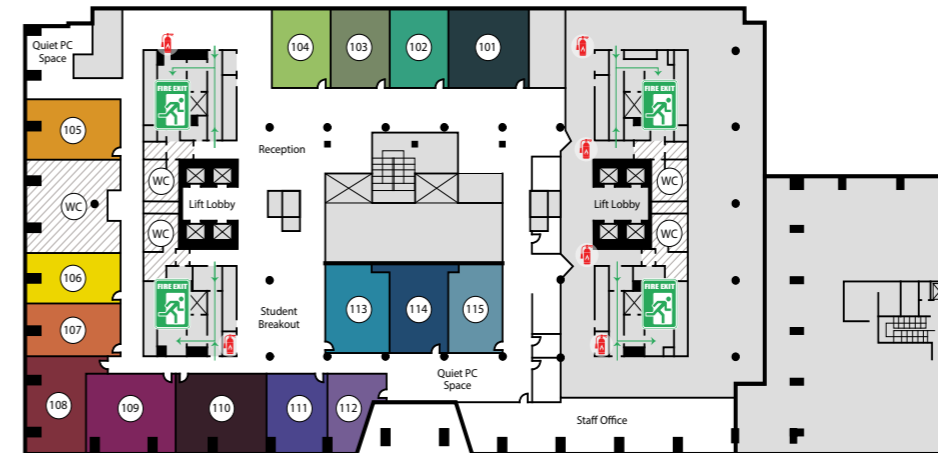 Quiet PC
Space
104
103
102
101
FIRE EXIT
FIRE EXIT
105
Reception
WC
WC
WC
Lift Lobby
Lift Lobby
WC
WC
106
FIRE EXIT
FIRE EXIT
107
Student
Breakout
113
114
115
Quiet PC
Space
108
109
110
111
112
Staff Office